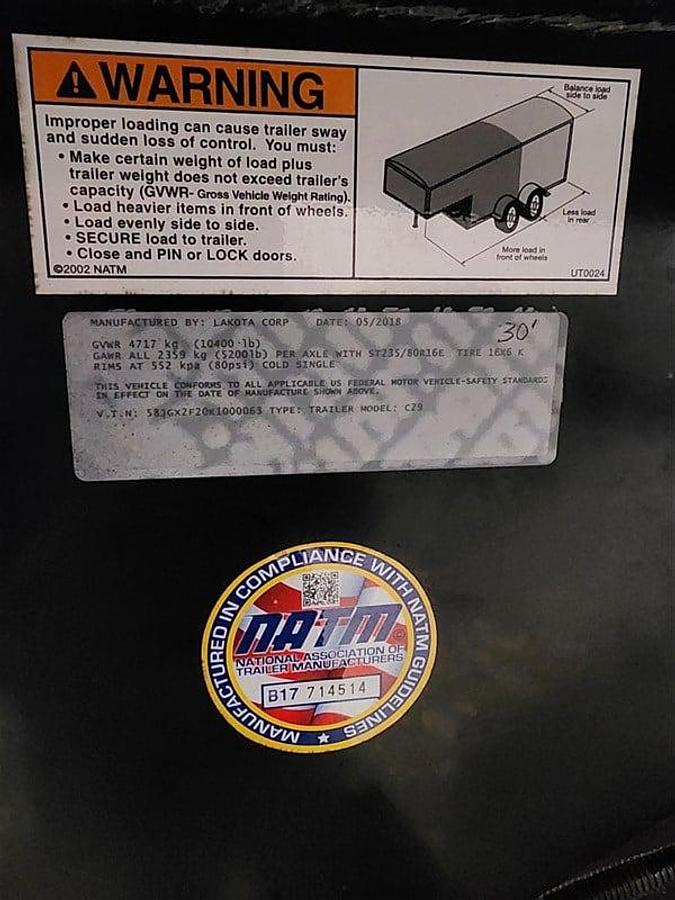 WARNING
Improper loading can cause trailer sway
and sudden loss of control. You must:
• Make certain weight of load plus
trailer weight does not exceed trailer's
capacity (GVWR- Gross Vehicle Weight Rating).
• Load heavier items in front of wheels.
• Load evenly side to side.
• SECURE load to trailer.
• Close and PIN or LOCK doors.
©2002 NATM
Balance load
side to side
Less load
in rear
More load in
front of wheels
UT0024
MANUFACTURED BY: LAKOTA CORP DATE: 05/2018
30'
GVWR 4717 kg (10400 lb)
GAWR ALL 2359 kg (5200lb) PER AXLE WITH ST235/80R16E TIRE 16X6 K
RIMS AT 552 kpa (80psi) COLD SINGLE
THIS VEHICLE CONFORMS TO ALL APPLICABLE US FEDERAL MOTOR VEHICLE-SAFETY STANDARDS
IN EFFECT ON THE DATE OF MANUFACTURE SHOWN ABOVE.
V.I.N: TYPE: TRAILER MODEL: C29
MANUFACTURED IN COMPLIANCE WITH NATM GUIDELINES
NATM©
NATIONAL ASSOCIATION OF
TRAILER MANUFACTURERS
B17 714514